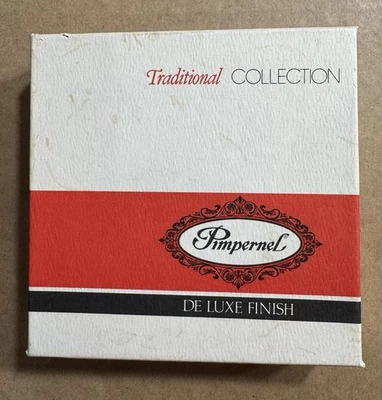 Traditional COLLECTION
Pimpernel
DE LUXE FINISH